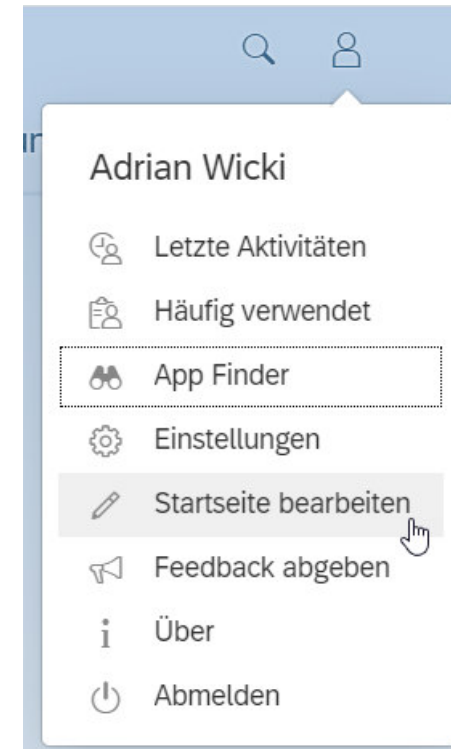 Adrian Wicki
Letzte Aktivitäten
Häufig verwendet
App Finder
Einstellungen
Startseite bearbeiten
Feedback abgeben
Über
Abmelden